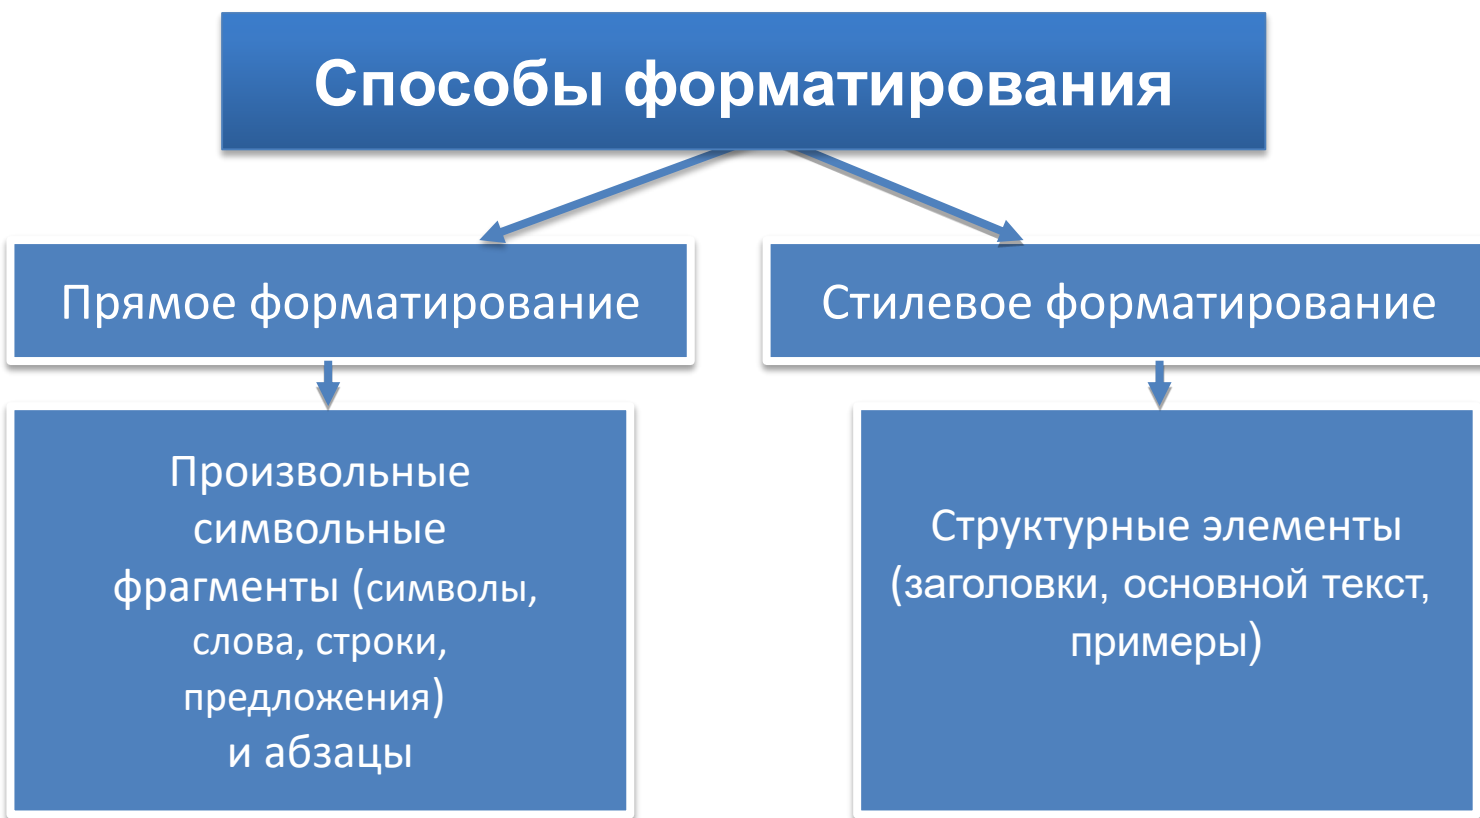 Способы форматирования
Прямое форматирование
Стилевое форматирование
Произвольные
символьные
фрагменты (символы,
слова, строки,
предложения)
и абзацы
Структурные элементы
(заголовки, основной текст,
примеры)